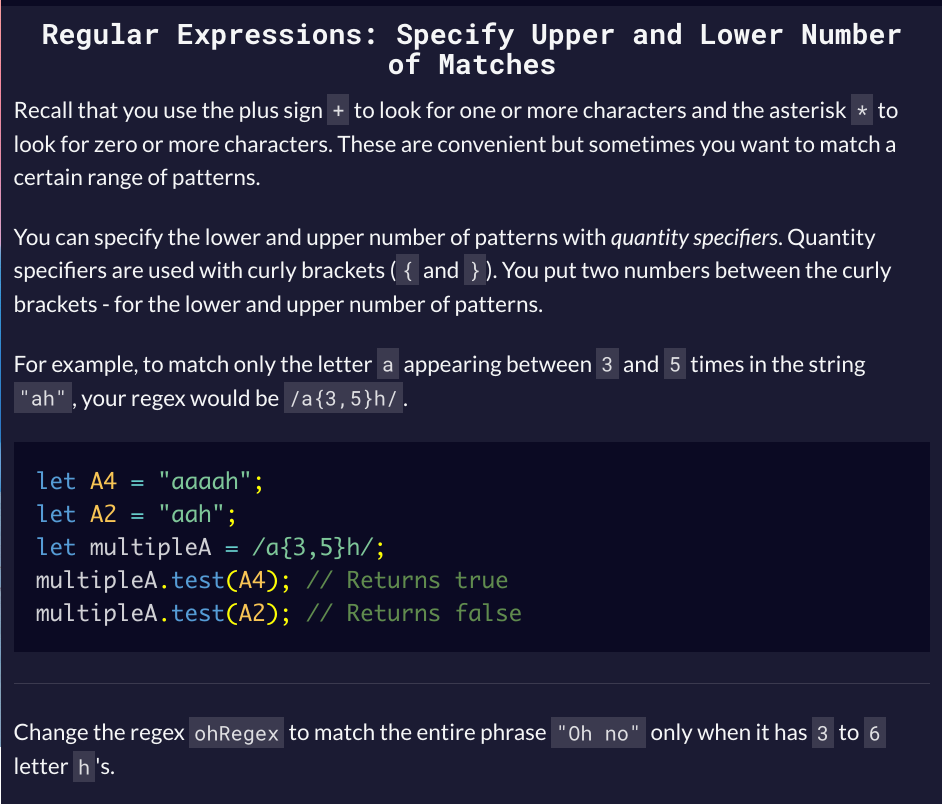 Regular Expressions: Specify Upper and Lower Number
of Matches
Recall that you use the plus sign + to look for one or more characters and the asterisk * to
look for zero or more characters. These are convenient but sometimes you want to match a
certain range of patterns.
You can specify the lower and upper number of patterns with quantity specifiers. Quantity
specifiers are used with curly brackets ( { and } ). You put two numbers between the curly
brackets - for the lower and upper number of patterns.
For example, to match only the letter a appearing between 3 and 5 times in the string
"ah" , your regex would be /a{3,5}h/ .
let A4 = "aaaah";
let A2 = "aah";
let multipleA = /a{3,5}h/;
multipleA.test(A4); // Returns true
multipleA.test(A2); // Returns false
Change the regex ohRegex to match the entire phrase "Oh no" only when it has 3 to 6
letter h 's.